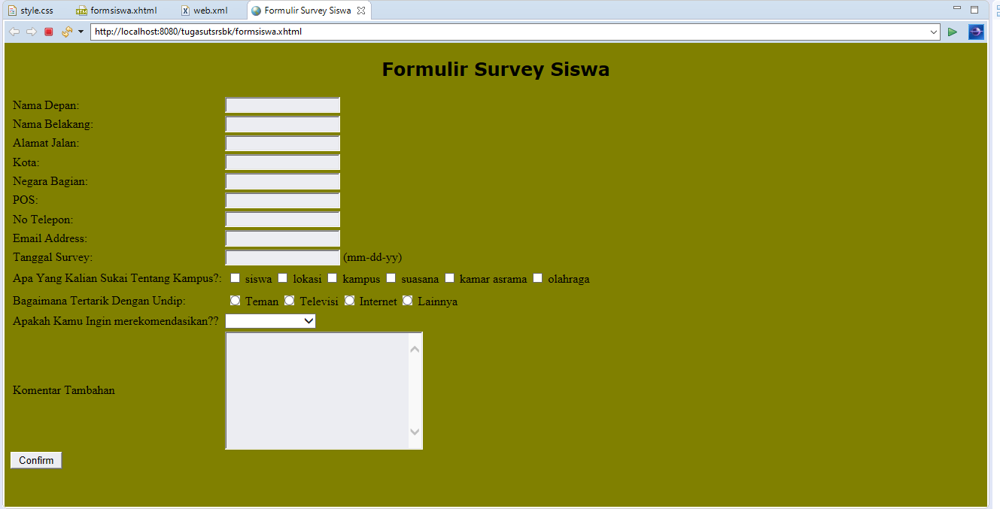 style.css formsiswa.xhtml web.xml Formulir Survey Siswa
http://localhost:8080/tugasutsrsbk/formsiswa.xhtml
Formulir Survey Siswa
Nama Depan:
Nama Belakang:
Alamat Jalan:
Kota:
Negara Bagian:
POS:
No Telepon:
Email Address:
Tanggal Survey: (mm-dd-yy)
Apa Yang Kalian Sukai Tentang Kampus?: siswa lokasi kampus suasana kamar asrama olahraga
Bagaimana Tertarik Dengan Undip: Teman Televisi Internet Lainnya
Apakah Kamu Ingin merekomendasikan??
Komentar Tambahan
Confirm